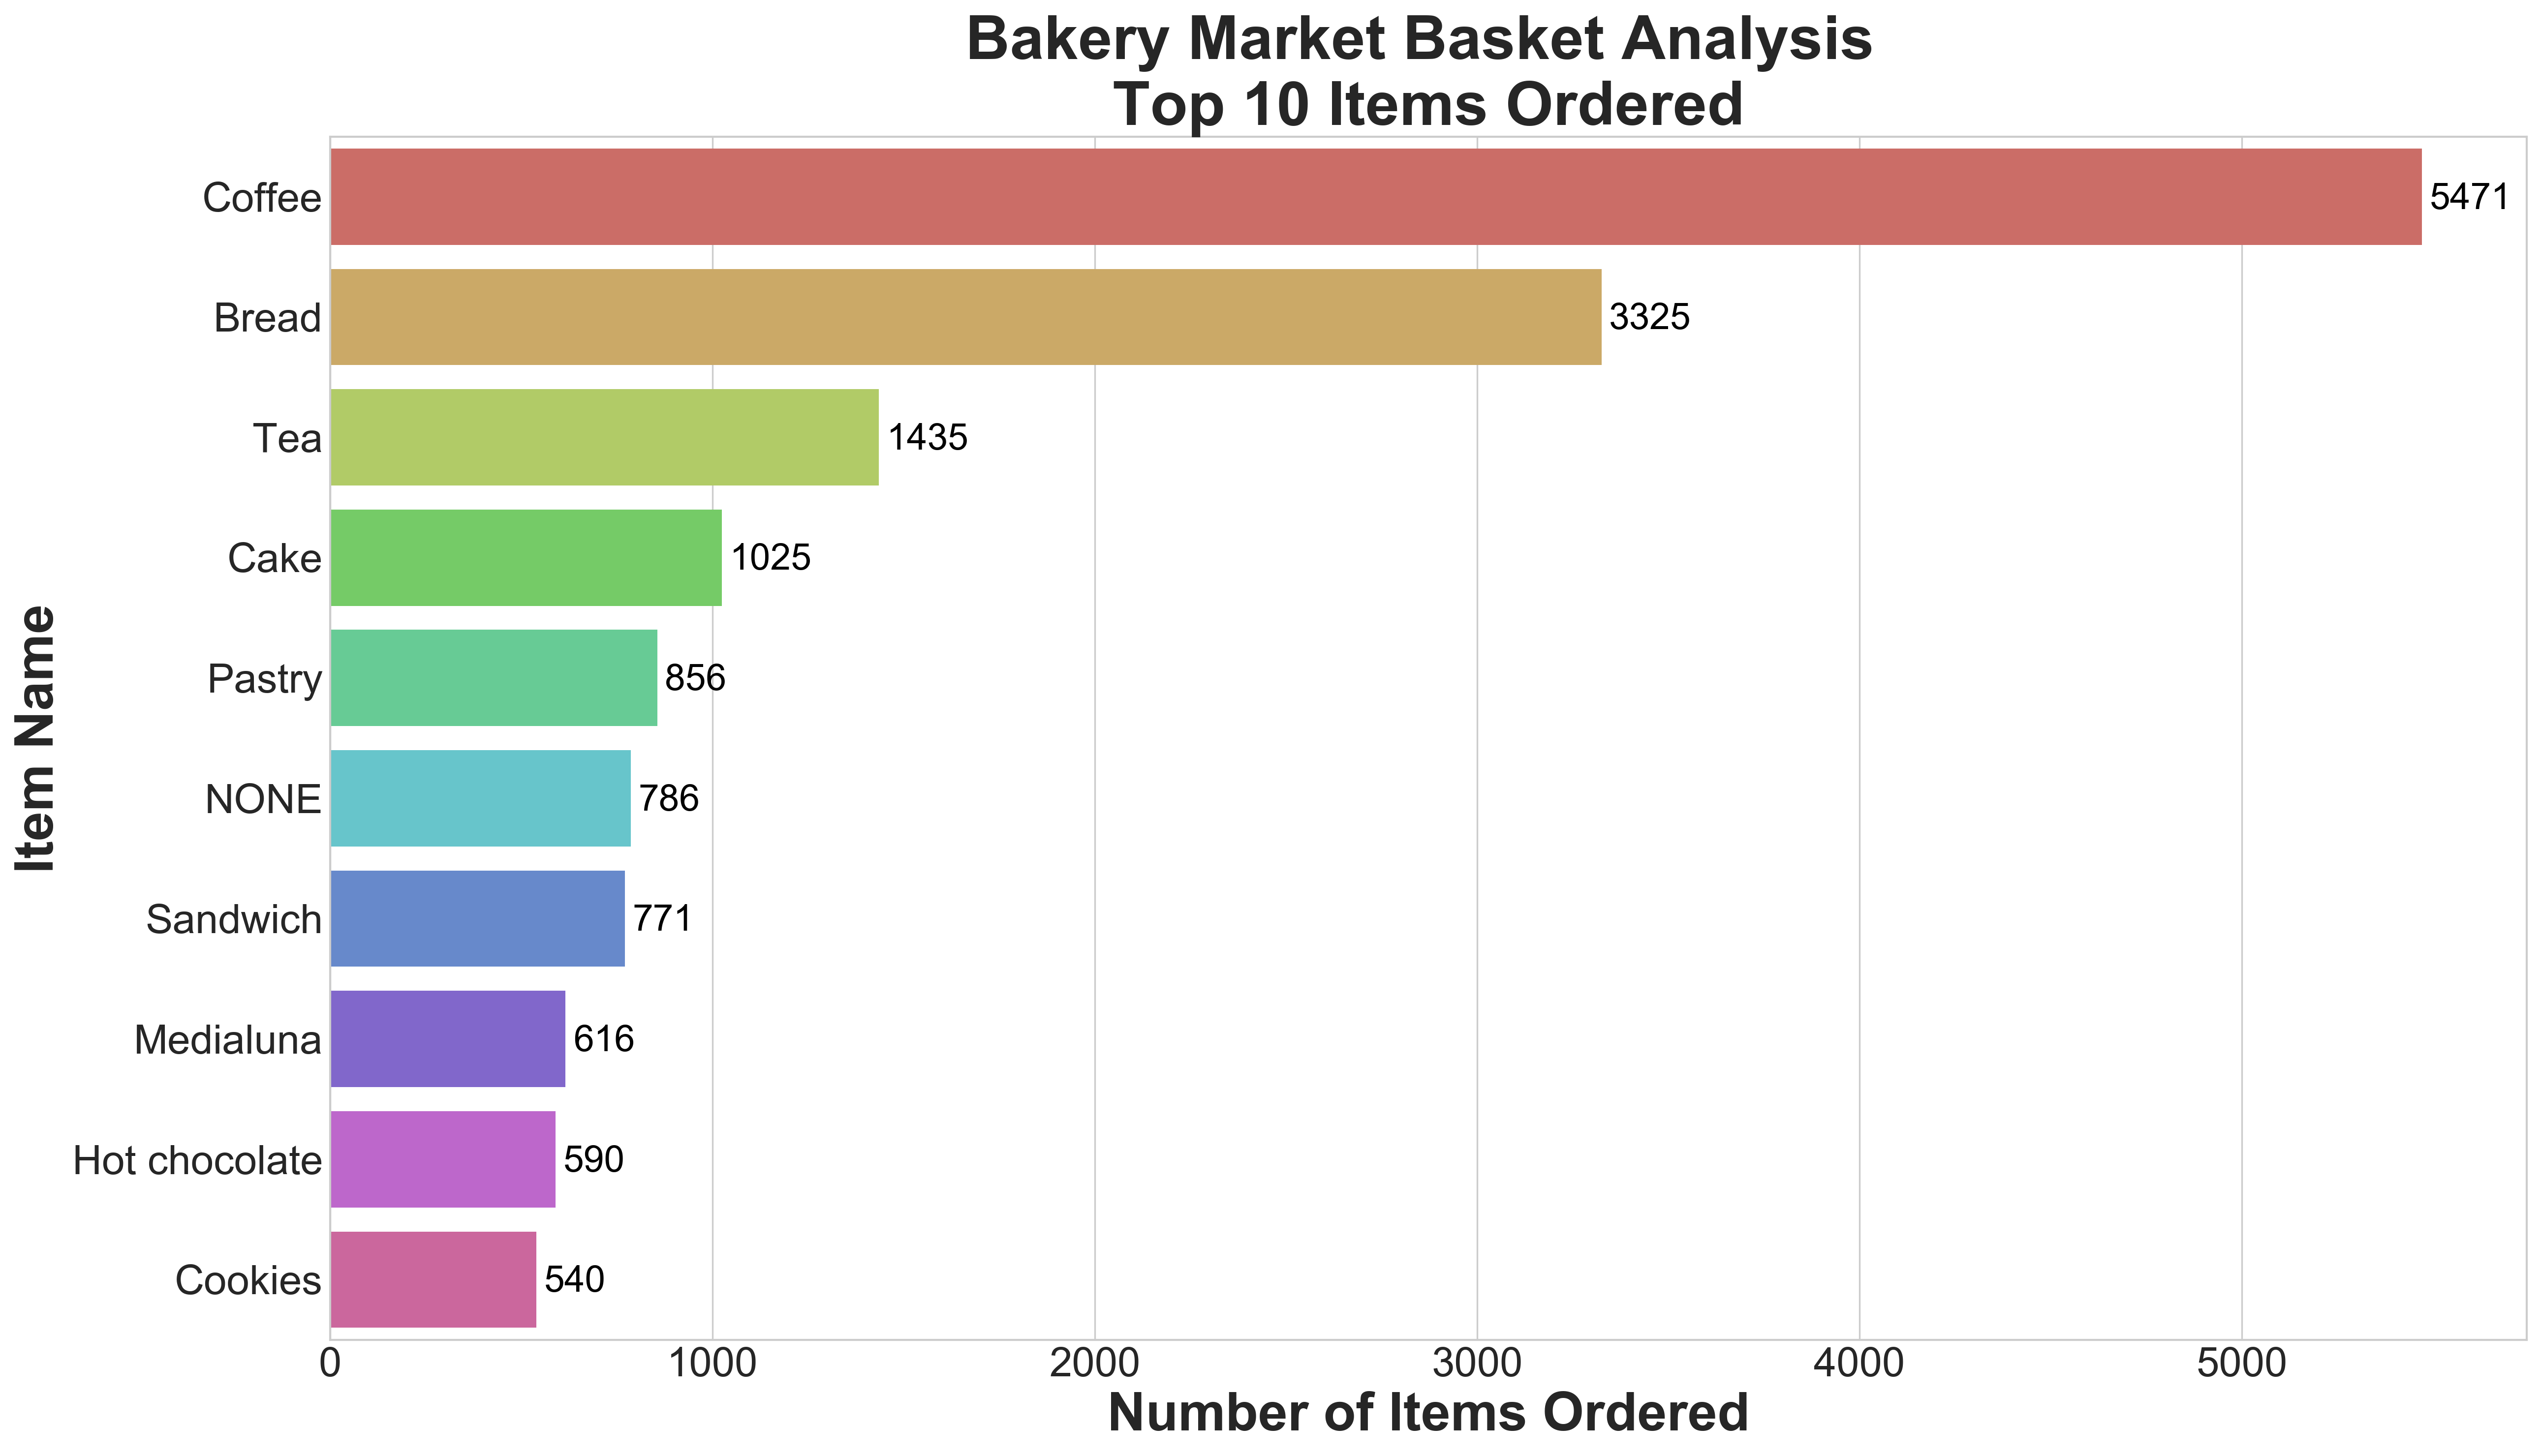 Bakery Market Basket Analysis
Top 10 Items Ordered
Item Name
Coffee 5471
Bread 3325
Tea 1435
Cake 1025
Pastry 856
NONE 786
Sandwich 771
Medialuna 616
Hot chocolate 590
Cookies 540
0 1000 2000 3000 4000 5000
Number of Items Ordered